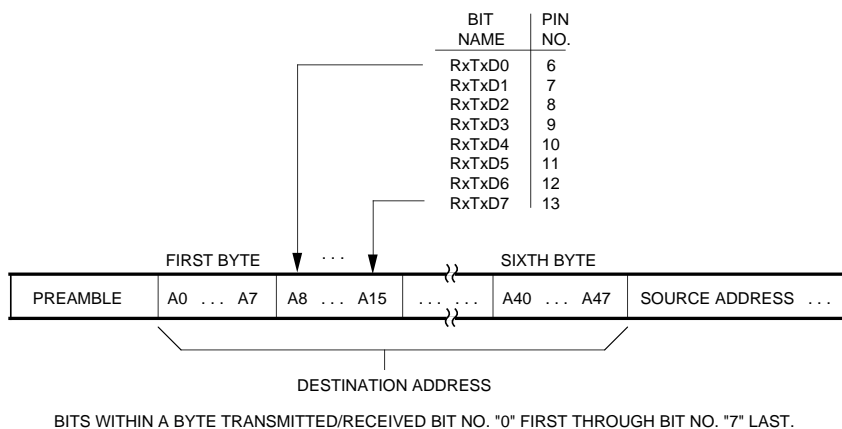 BIT PIN
NAME NO.
RxTxD0 6
RxTxD1 7
RxTxD2 8
RxTxD3 9
RxTxD4 10
RxTxD5 11
RxTxD6 12
RxTxD7 13
FIRST BYTE . . . SIXTH BYTE
PREAMBLE A0 . . . A7 A8 . . . A15 . . . . . . A40 . . . A47 SOURCE ADDRESS . . .
DESTINATION ADDRESS
BITS WITHIN A BYTE TRANSMITTED/RECEIVED BIT NO. "0" FIRST THROUGH BIT NO. "7" LAST.